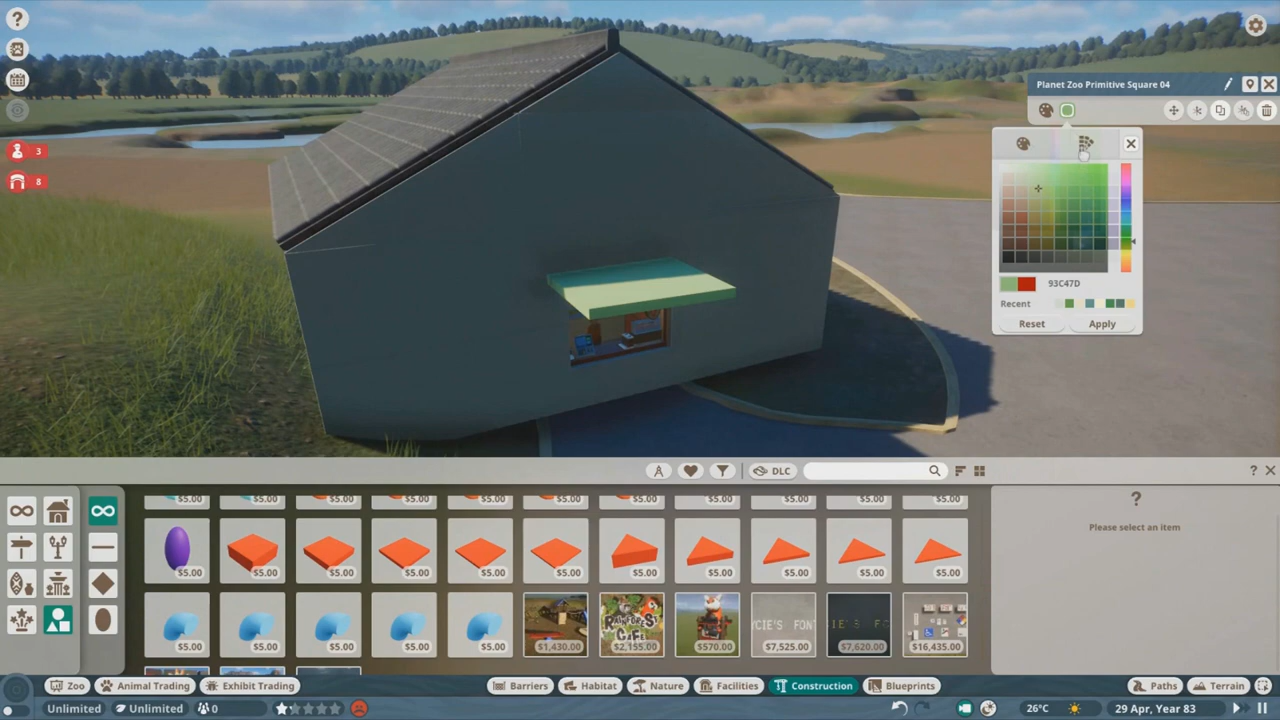 ?
3
8
Planet Zoo Primitive Square 04
93C47D
Recent
Reset
Apply
DLC
? 
$5.00 $5.00 $5.00 $5.00 $5.00 $5.00 $5.00 $5.00 $5.00 $5.00 $5.00
$5.00 $5.00 $5.00 $5.00 $5.00 $5.00 $5.00 $5.00 $5.00 $5.00 $5.00
RAINFOREST
CAFE
CIE'S FONT
$5.00 $5.00 $5.00 $5.00 $5.00 $1,430.00 $2,155.00 $570.00 $7,525.00 $7,620.00 $16,435.00
?
Please select an item
Zoo Animal Trading Exhibit Trading Barriers Habitat Nature Facilities Construction Blueprints Paths Terrain
Unlimited Unlimited 0 26°C 29 Apr, Year 83